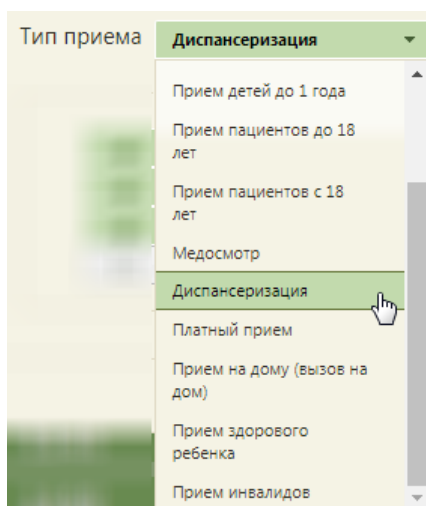 Тип приема Диспансеризация
Прием детей до 1 года
Прием пациентов до 18
лет
Прием пациентов с 18
лет
Медосмотр
Диспансеризация
Платный прием
Прием на дому (вызов на
дом)
Прием здорового
ребенка
Прием инвалидов